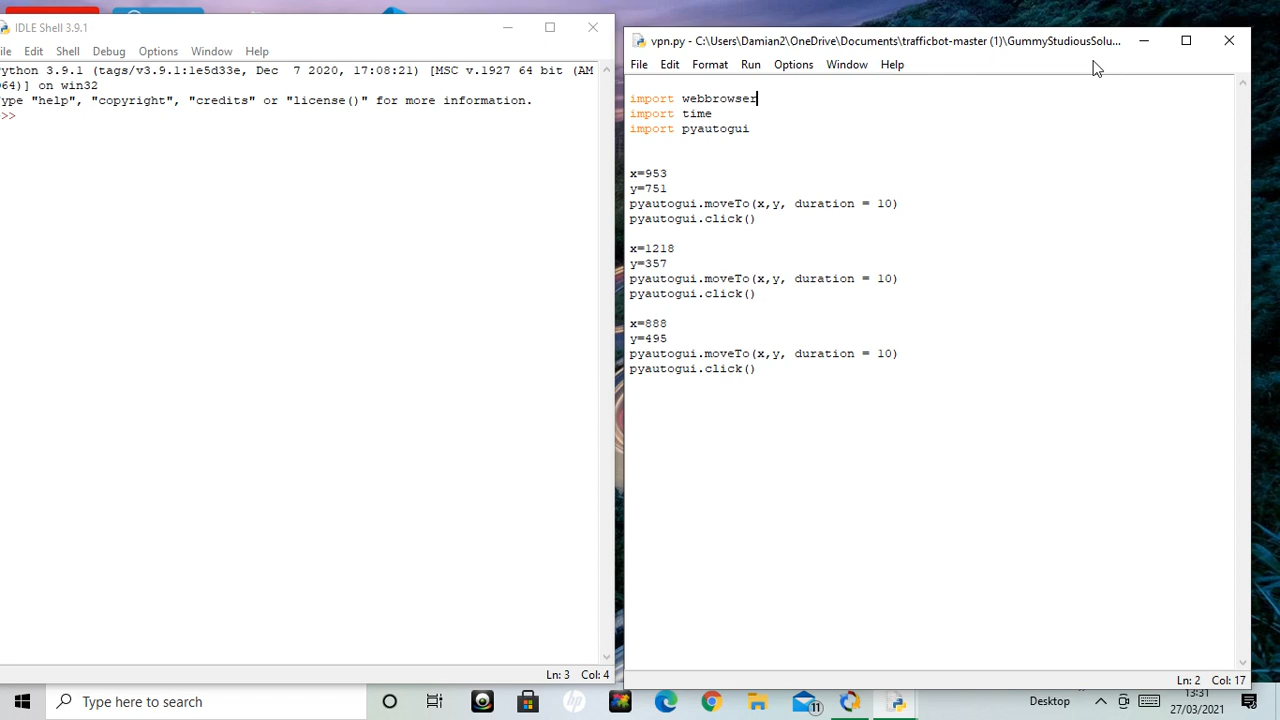 IDLE Shell 3.9.1
ile Edit Shell Debug Options Window Help
ython 3.9.1 (tags/v3.9.1:1e5d33e, Dec  7 2020, 17:08:21) [MSC v.1927 64 bit (AM
64)] on win32
ype "help", "copyright", "credits" or "license()" for more information.
>>
Ln: 3 Col: 4
vpn.py - C:\Users\Damian2\OneDrive\Documents\trafficbot-master (1)\GummyStudiousSolu...
File Edit Format Run Options Window Help
import webbrowser
import time
import pyautogui
x=953
y=751
pyautogui.moveTo(x,y, duration = 10)
pyautogui.click()
x=1218
y=357
pyautogui.moveTo(x,y, duration = 10)
pyautogui.click()
x=888
y=495
pyautogui.moveTo(x,y, duration = 10)
pyautogui.click()
Ln: 2 Col: 17
Type here to search
hp
11
Desktop
13:31
27/03/2021